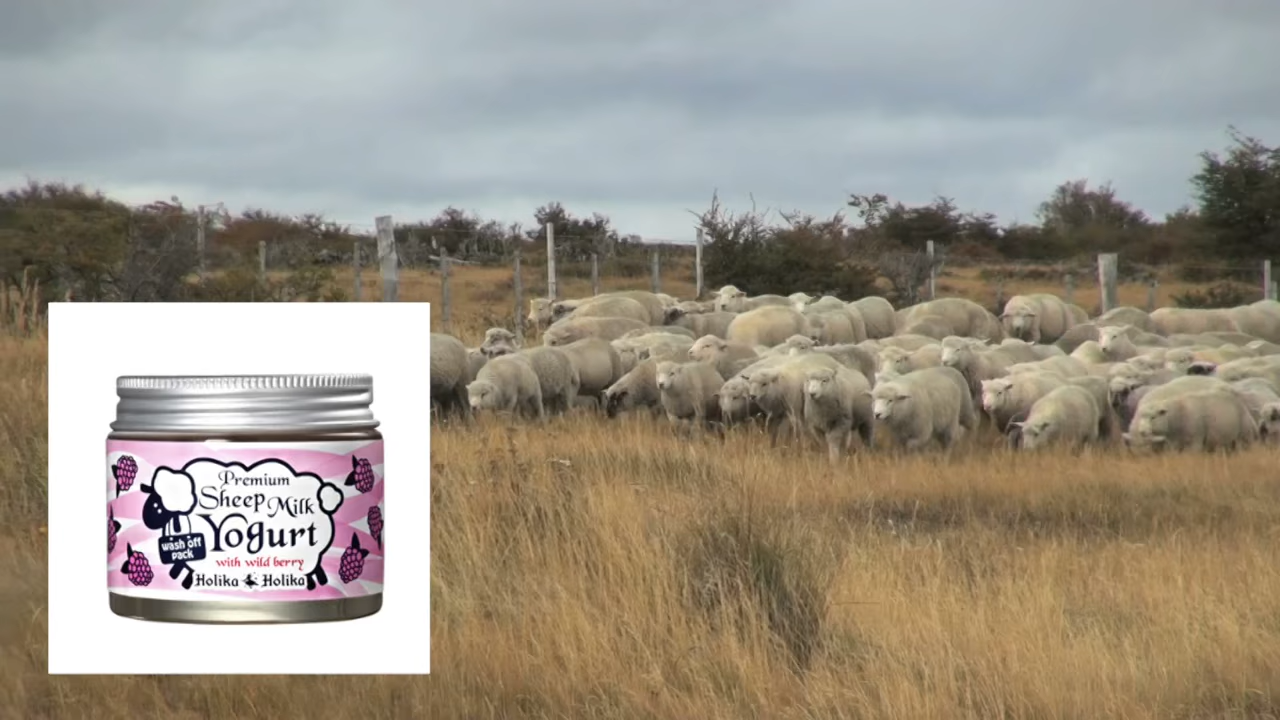 Premium
Sheep Milk
Yogurt
wash off
pack
with wild berry
Holika Holika